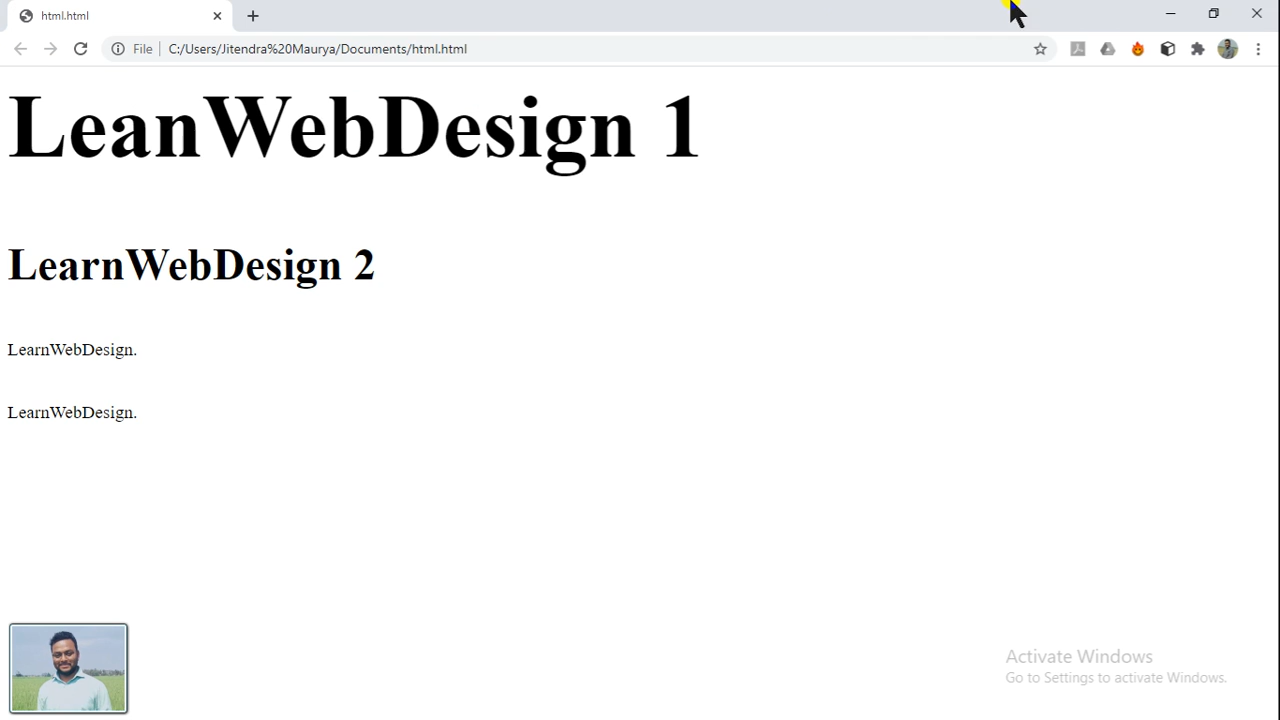 html.html
File
C:/Users/Jitendra%20Maurya/Documents/html.html
LeanWebDesign 1
LearnWebDesign 2
LearnWebDesign.
LearnWebDesign.
Activate Windows
Go to Settings to activate Windows.